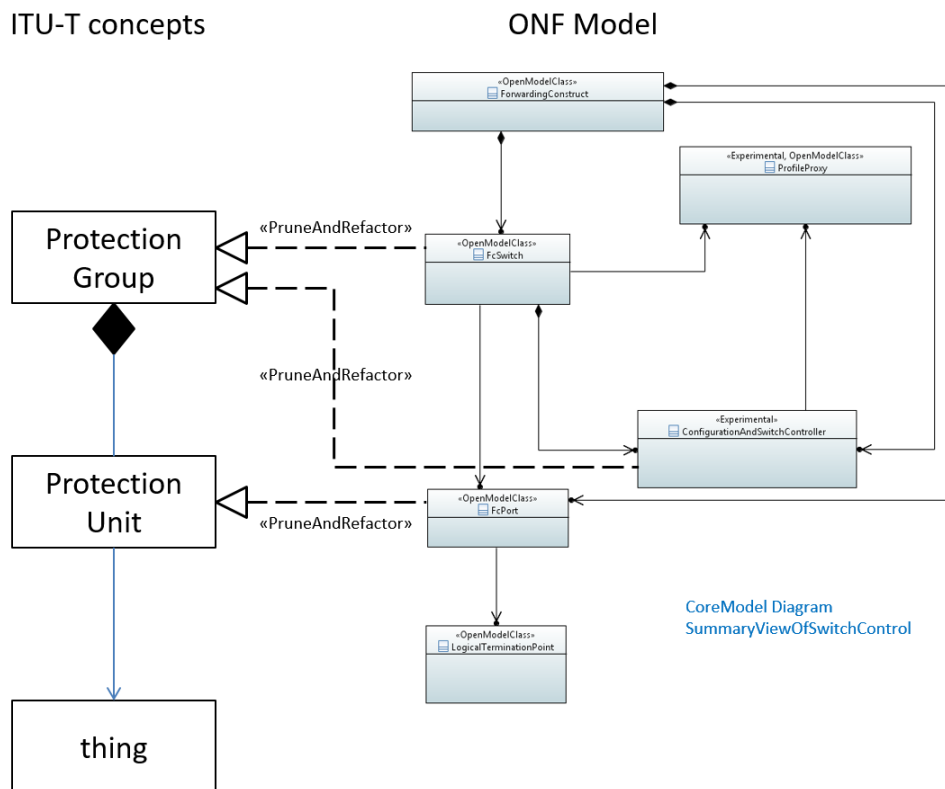 ITU-T concepts
ONF Model
«OpenModelClass»
ForwardingConstruct
«Experimental, OpenModelClass»
ProfileProxy
Protection
Group
«PruneAndRefactor»
«OpenModelClass»
FcSwitch
«PruneAndRefactor»
«Experimental»
ConfigurationAndSwitchController
Protection
Unit
«PruneAndRefactor»
«OpenModelClass»
FcPort
CoreModel Diagram
SummaryViewOfSwitchControl
«OpenModelClass»
LogicalTerminationPoint
thing